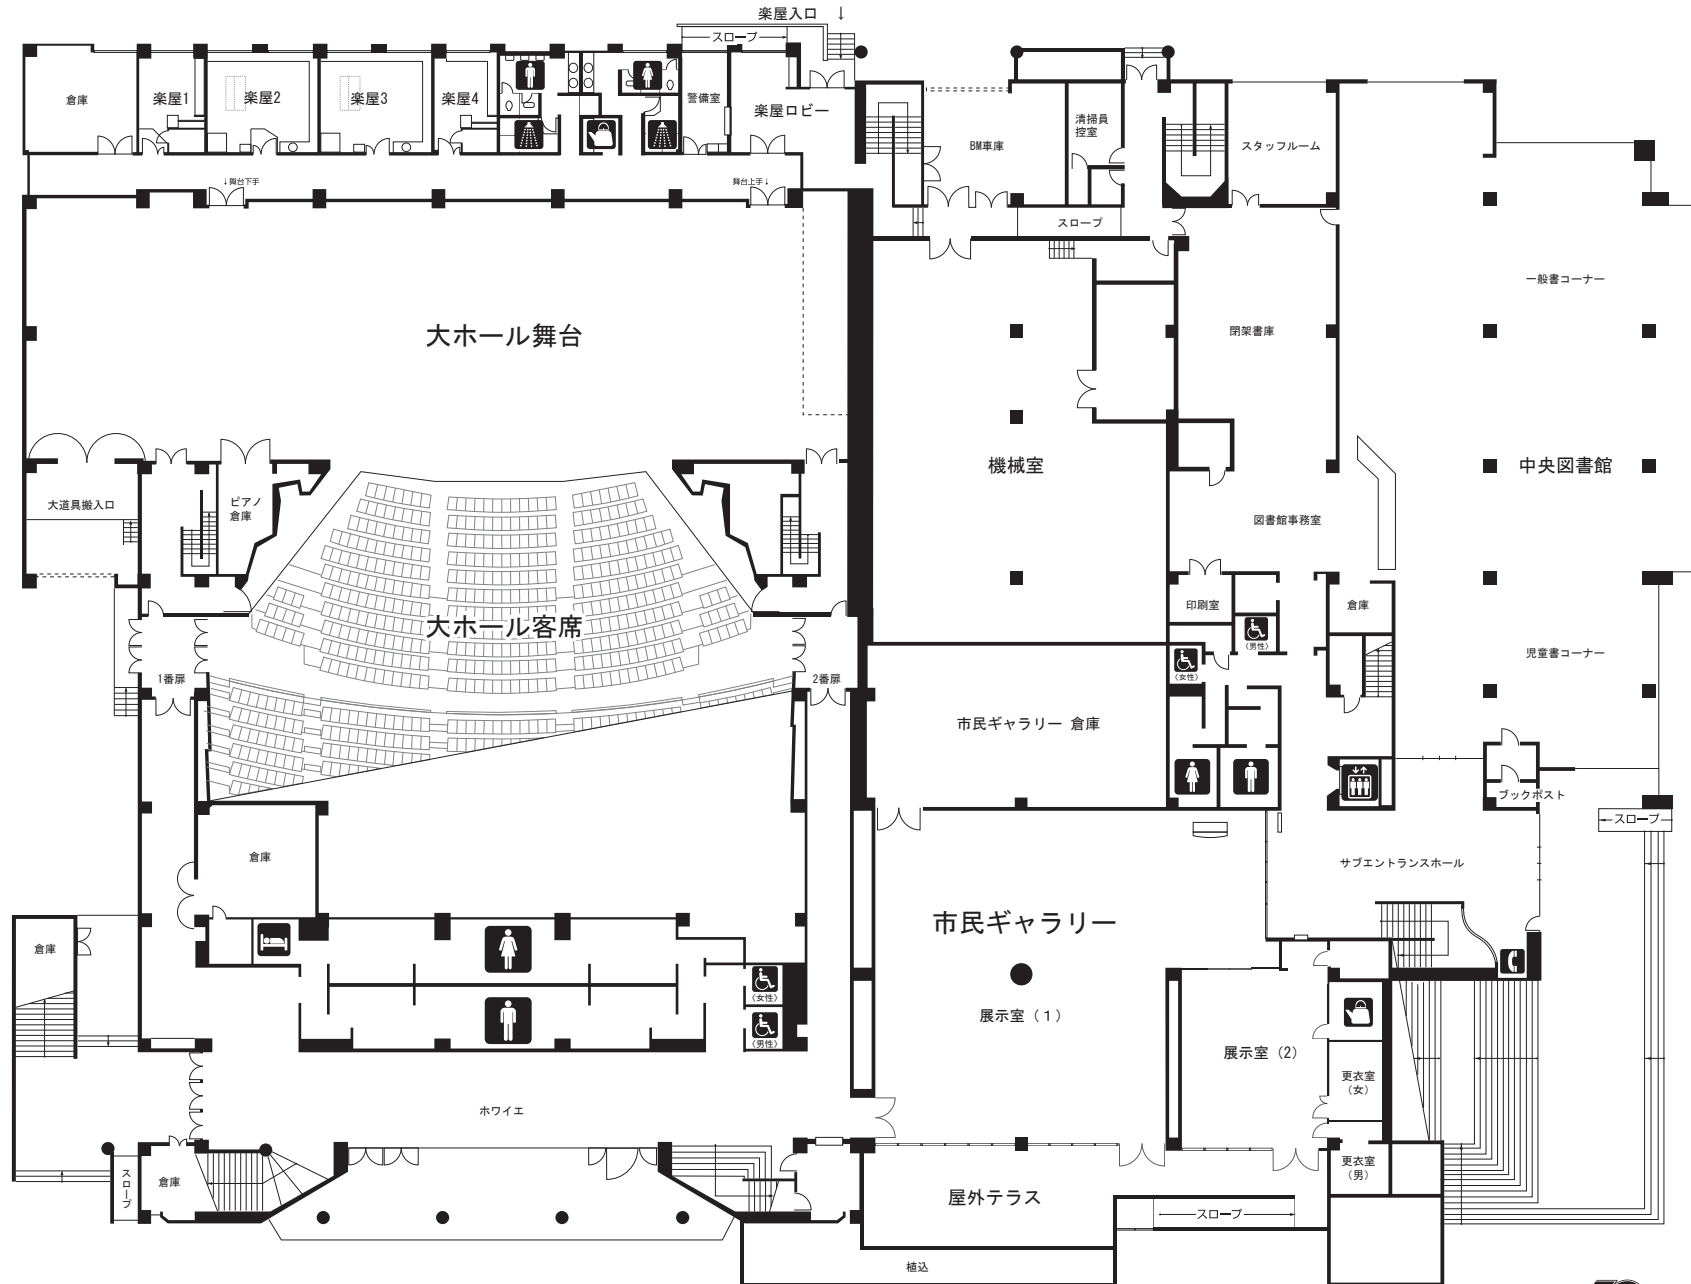 楽屋入口 ↓
スロープ
倉庫
楽屋1
楽屋2
楽屋3
楽屋4
警備室
楽屋ロビー
BM車庫
清掃員
控室
スタッフルーム
↓舞台下手
舞台上手↓
スロープ
一般書コーナー
大ホール舞台
閉架書庫
機械室
中央図書館
大道具搬入口
ピアノ
倉庫
図書館事務室
印刷室
倉庫
大ホール客席
(男性)
児童書コーナー
1番扉
2番扉
(女性)
市民ギャラリー 倉庫
ブックポスト
スロープ
倉庫
サブエントランスホール
市民ギャラリー
倉庫
(女性)
展示室(1)
(男性)
展示室(2)
更衣室
(女)
ホワイエ
スロープ
倉庫
更衣室
(男)
屋外テラス
スロープ
植込